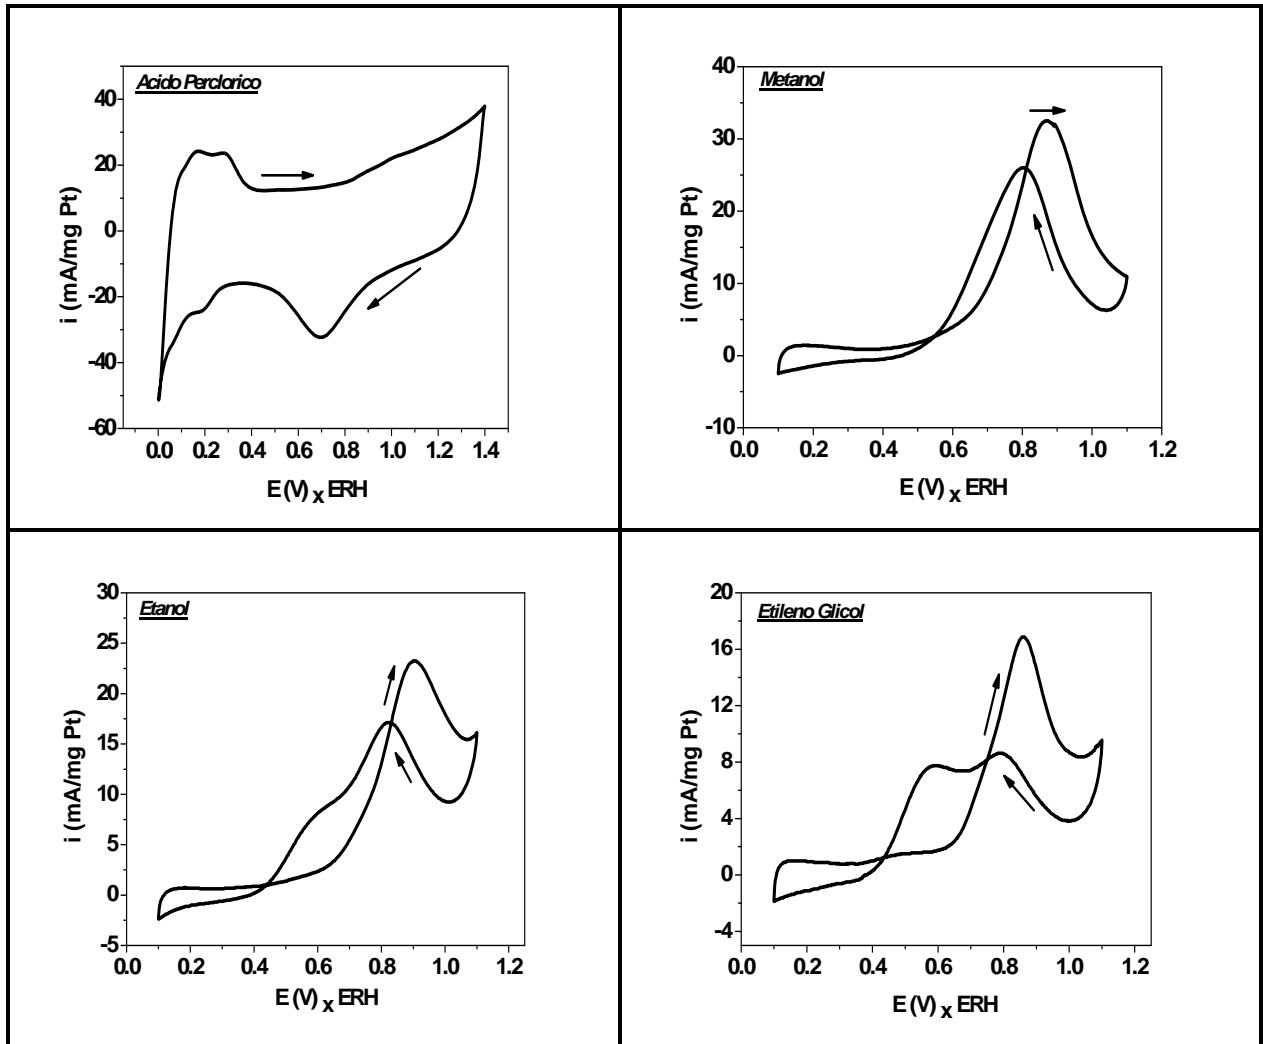 Acido Perclorico
40
20
0
-20
-40
-60
i (mA/mg Pt)
0.0 0.2 0.4 0.6 0.8 1.0 1.2 1.4
E (V) x ERH
Metanol
40
30
20
10
0
-10
i (mA/mg Pt)
0.0 0.2 0.4 0.6 0.8 1.0 1.2
E (V) x ERH
Etanol
30
25
20
15
10
5
0
-5
i (mA/mg Pt)
0.0 0.2 0.4 0.6 0.8 1.0 1.2
E (V) x ERH
Etileno Glicol
20
16
12
8
4
0
-4
i (mA/mg Pt)
0.0 0.2 0.4 0.6 0.8 1.0 1.2
E (V) x ERH